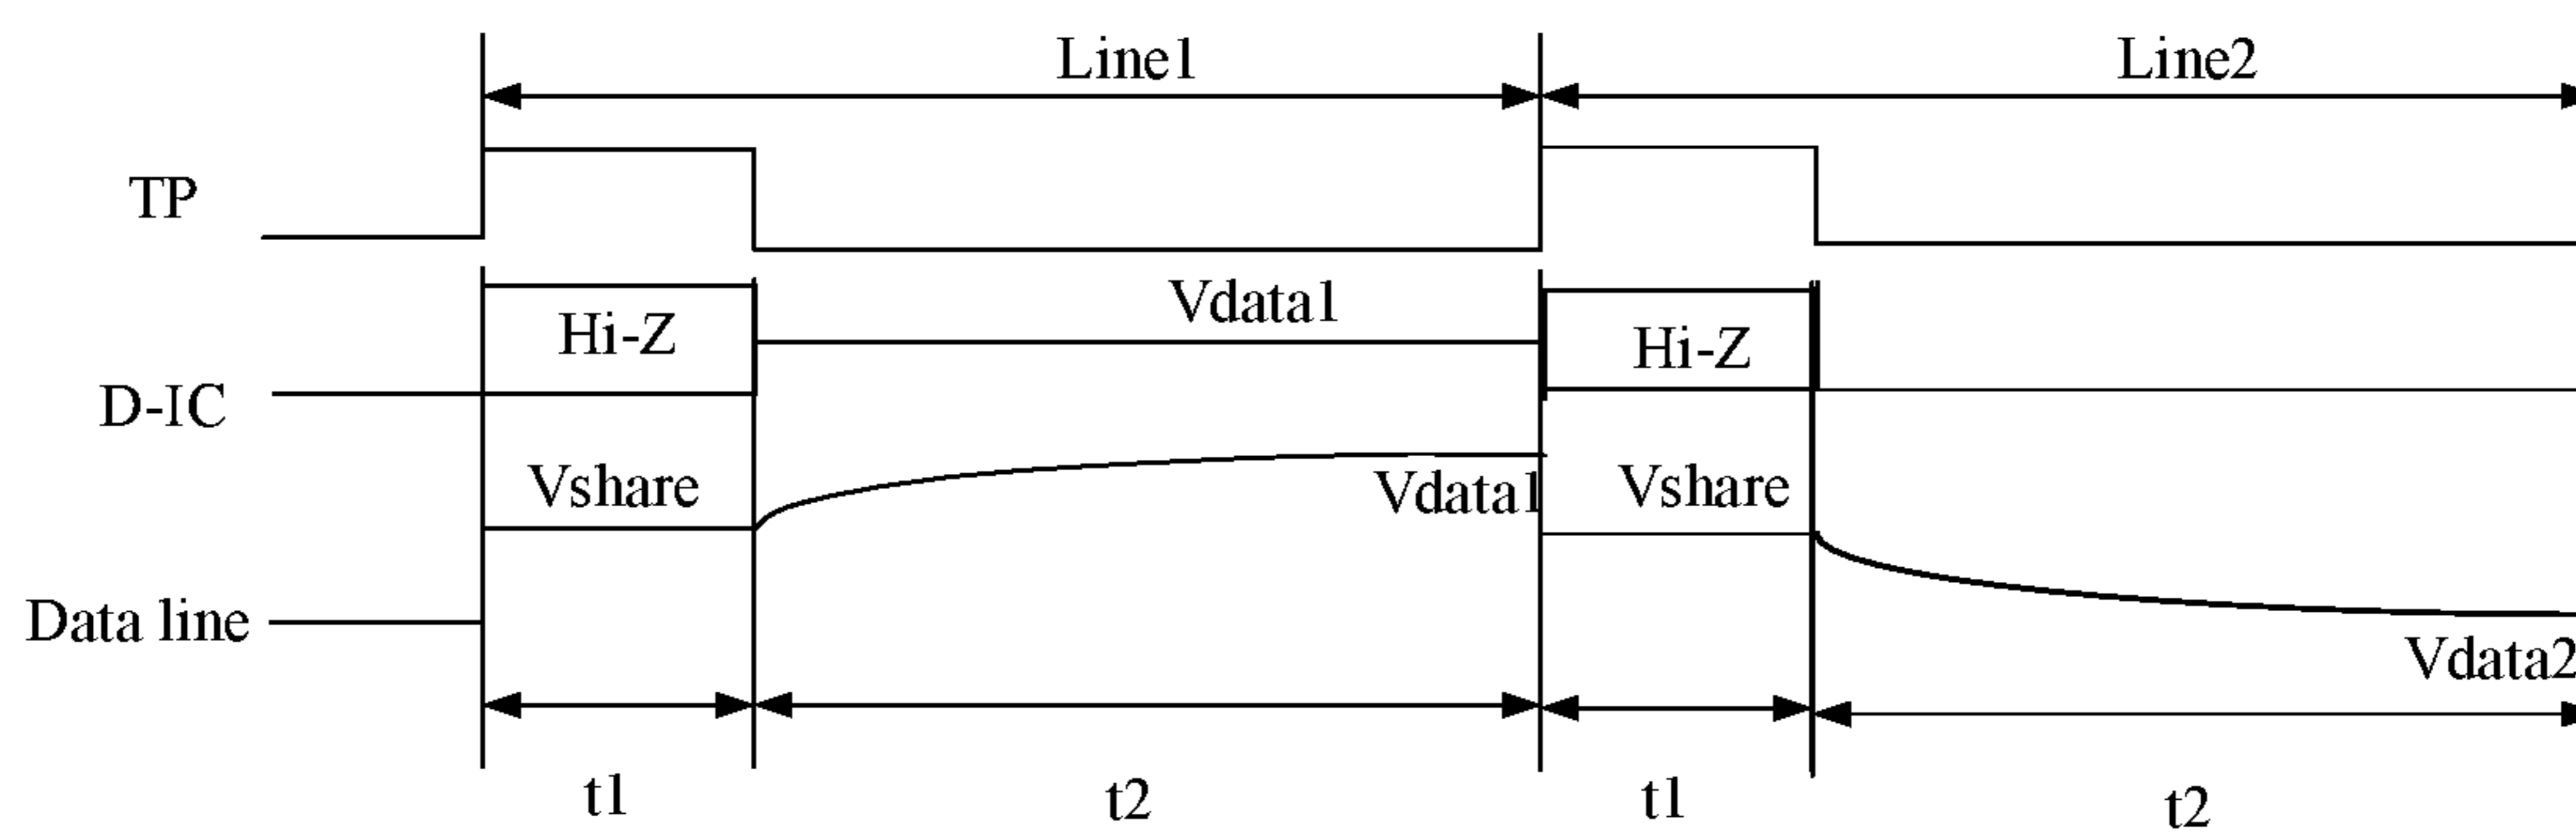 Line1
Line2
TP
Vdata1
Hi-Z
Hi-Z
D-IC
Vshare
Vdata1
Vshare
Data line
Vdata2
t1
t2
t1
t2